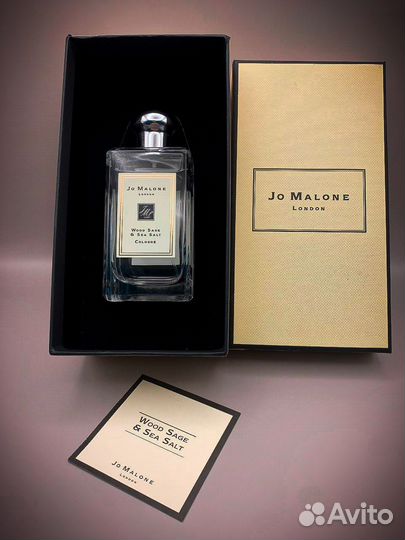 Jo Malone
London
Wood Sage
& Sea Salt
Cologne
Jo Malone
London
Wood Sage
& Sea Salt
Jo Malone
London
Avito